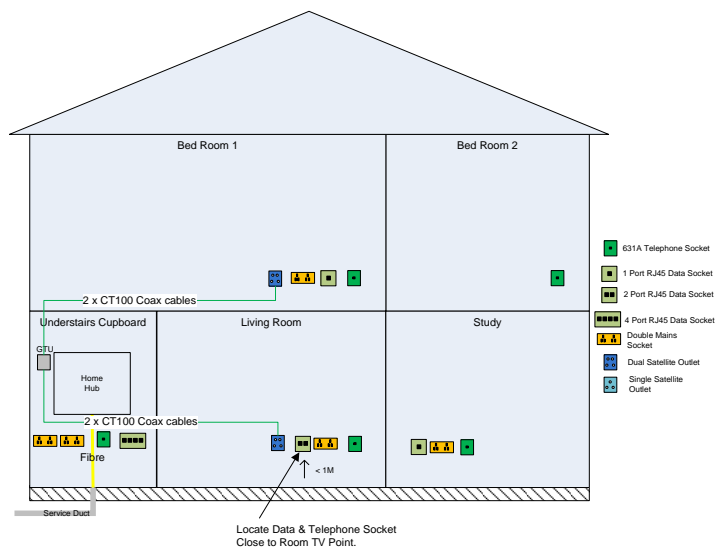 Bed Room 1
Bed Room 2
631A Telephone Socket
1 Port RJ45 Data Socket
2 Port RJ45 Data Socket
4 Port RJ45 Data Socket
Double Mains
Socket
Dual Satellite Outlet
Single Satellite
Outlet
2 x CT100 Coax cables
Understairs Cupboard
Living Room
Study
GTU
Home
Hub
2 x CT100 Coax cables
Fibre
< 1M
Service Duct
Locate Data & Telephone Socket
Close to Room TV Point.